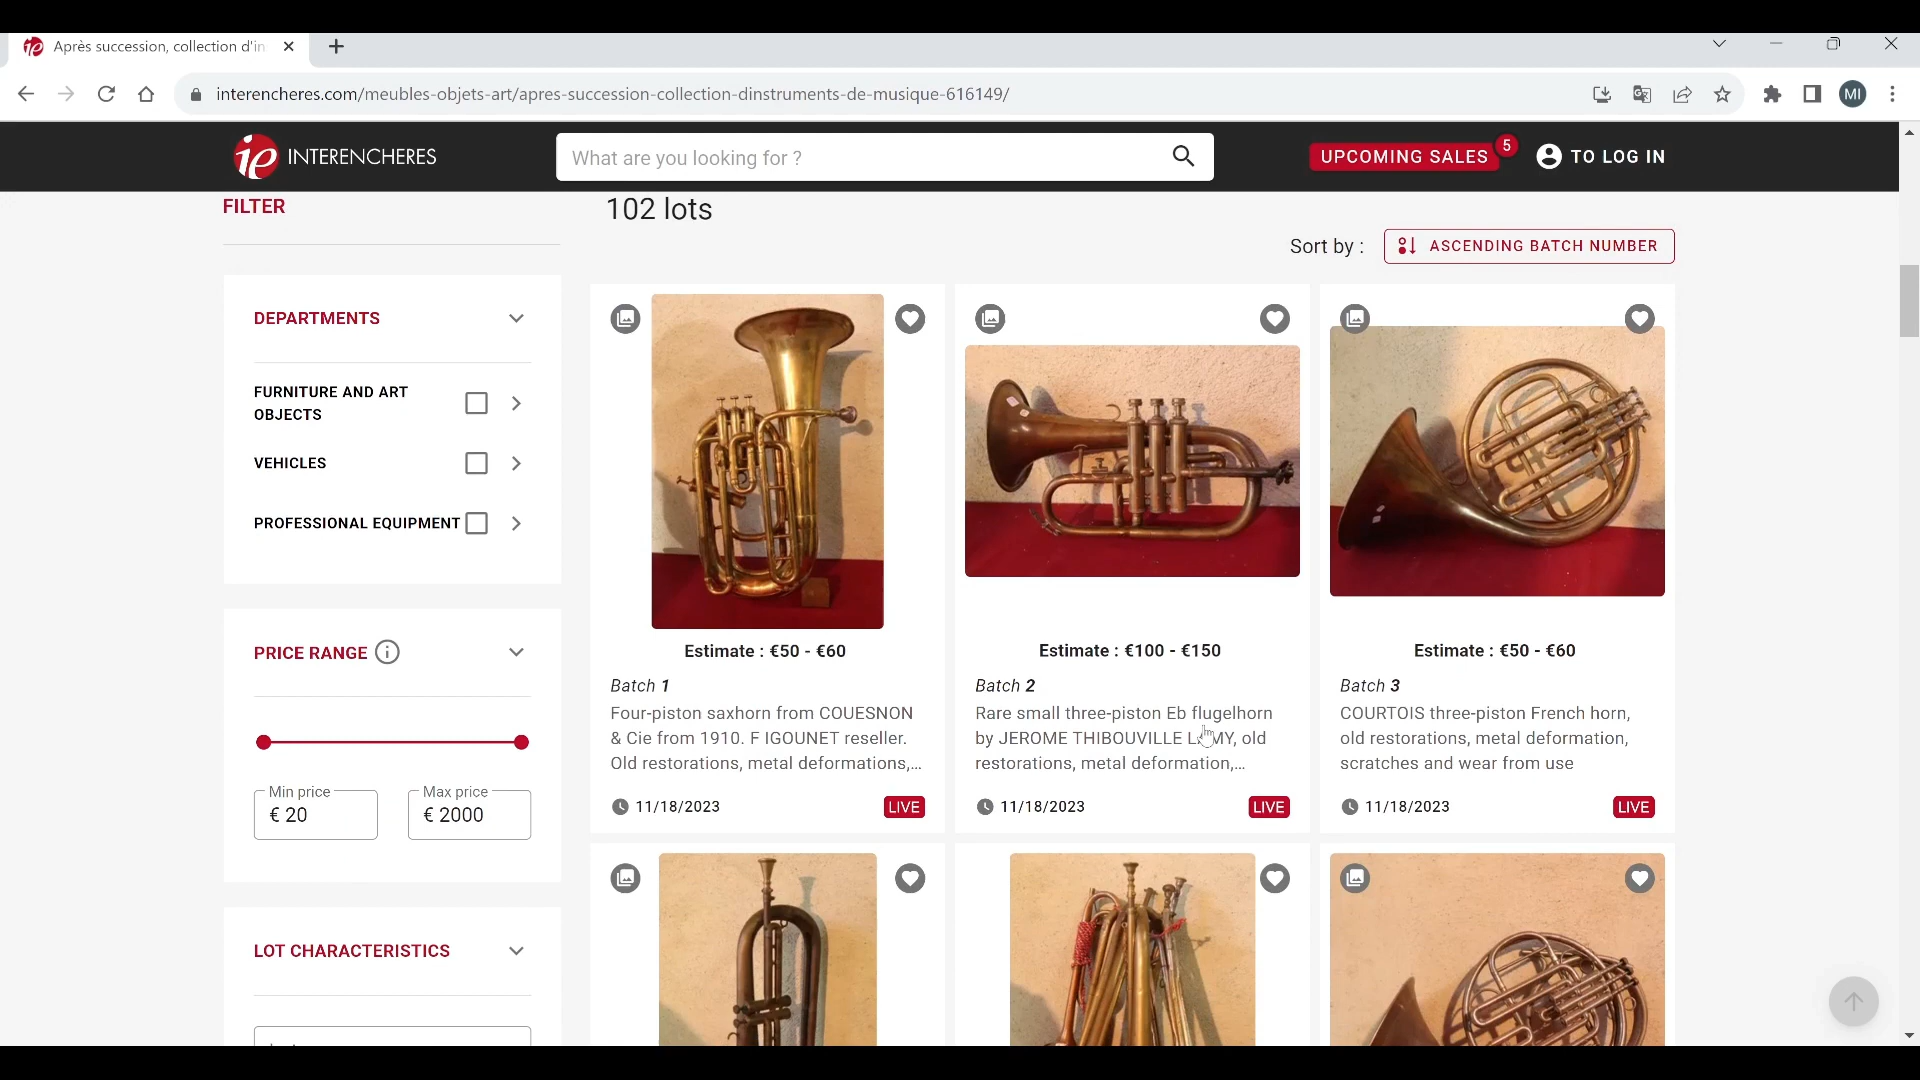 Après succession, collection d'in
interencheres.com/meubles-objets-art/apres-succession-collection-dinstruments-de-musique-616149/
MI
ie INTERENCHERES
What are you looking for ?
UPCOMING SALES 5
TO LOG IN
FILTER
102 lots
Sort by : ASCENDING BATCH NUMBER
DEPARTMENTS
FURNITURE AND ART
OBJECTS
VEHICLES
PROFESSIONAL EQUIPMENT
PRICE RANGE
Min price
€ 20
Max price
€ 2000
LOT CHARACTERISTICS
Estimate : €50 - €60
Batch 1
Four-piston saxhorn from COUESNON
& Cie from 1910. F IGOUNET reseller.
Old restorations, metal deformations,...
11/18/2023 LIVE
Estimate : €100 - €150
Batch 2
Rare small three-piston Eb flugelhorn
by JEROME THIBOUVILLE LAMY, old
restorations, metal deformation,...
11/18/2023 LIVE
Estimate : €50 - €60
Batch 3
COURTOIS three-piston French horn,
old restorations, metal deformation,
scratches and wear from use
11/18/2023 LIVE